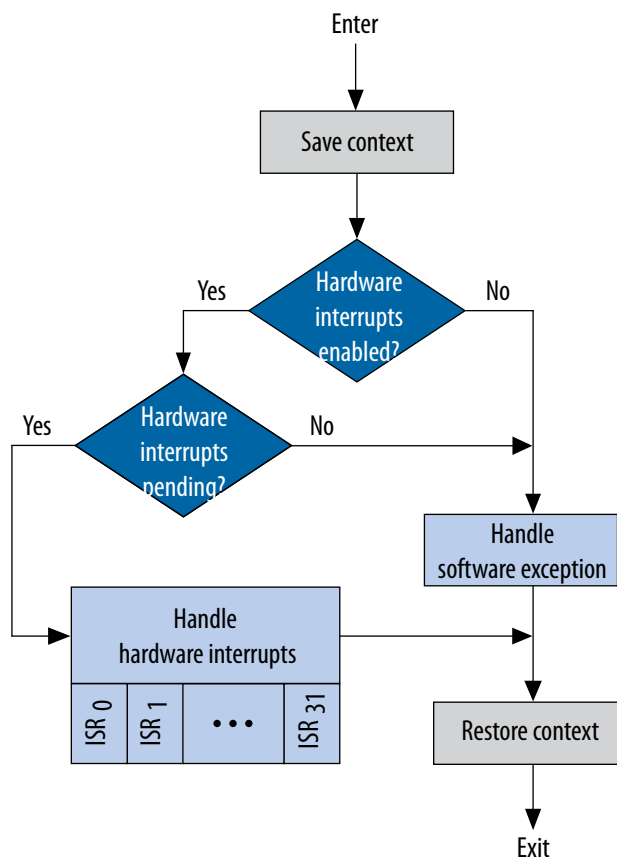 Enter
Save context
Hardware
interrupts
enabled?
Yes
No
Hardware
interrupts
pending?
Yes
No
Handle
software exception
Handle
hardware interrupts
ISR 0
ISR 1
•••
ISR 31
Restore context
Exit